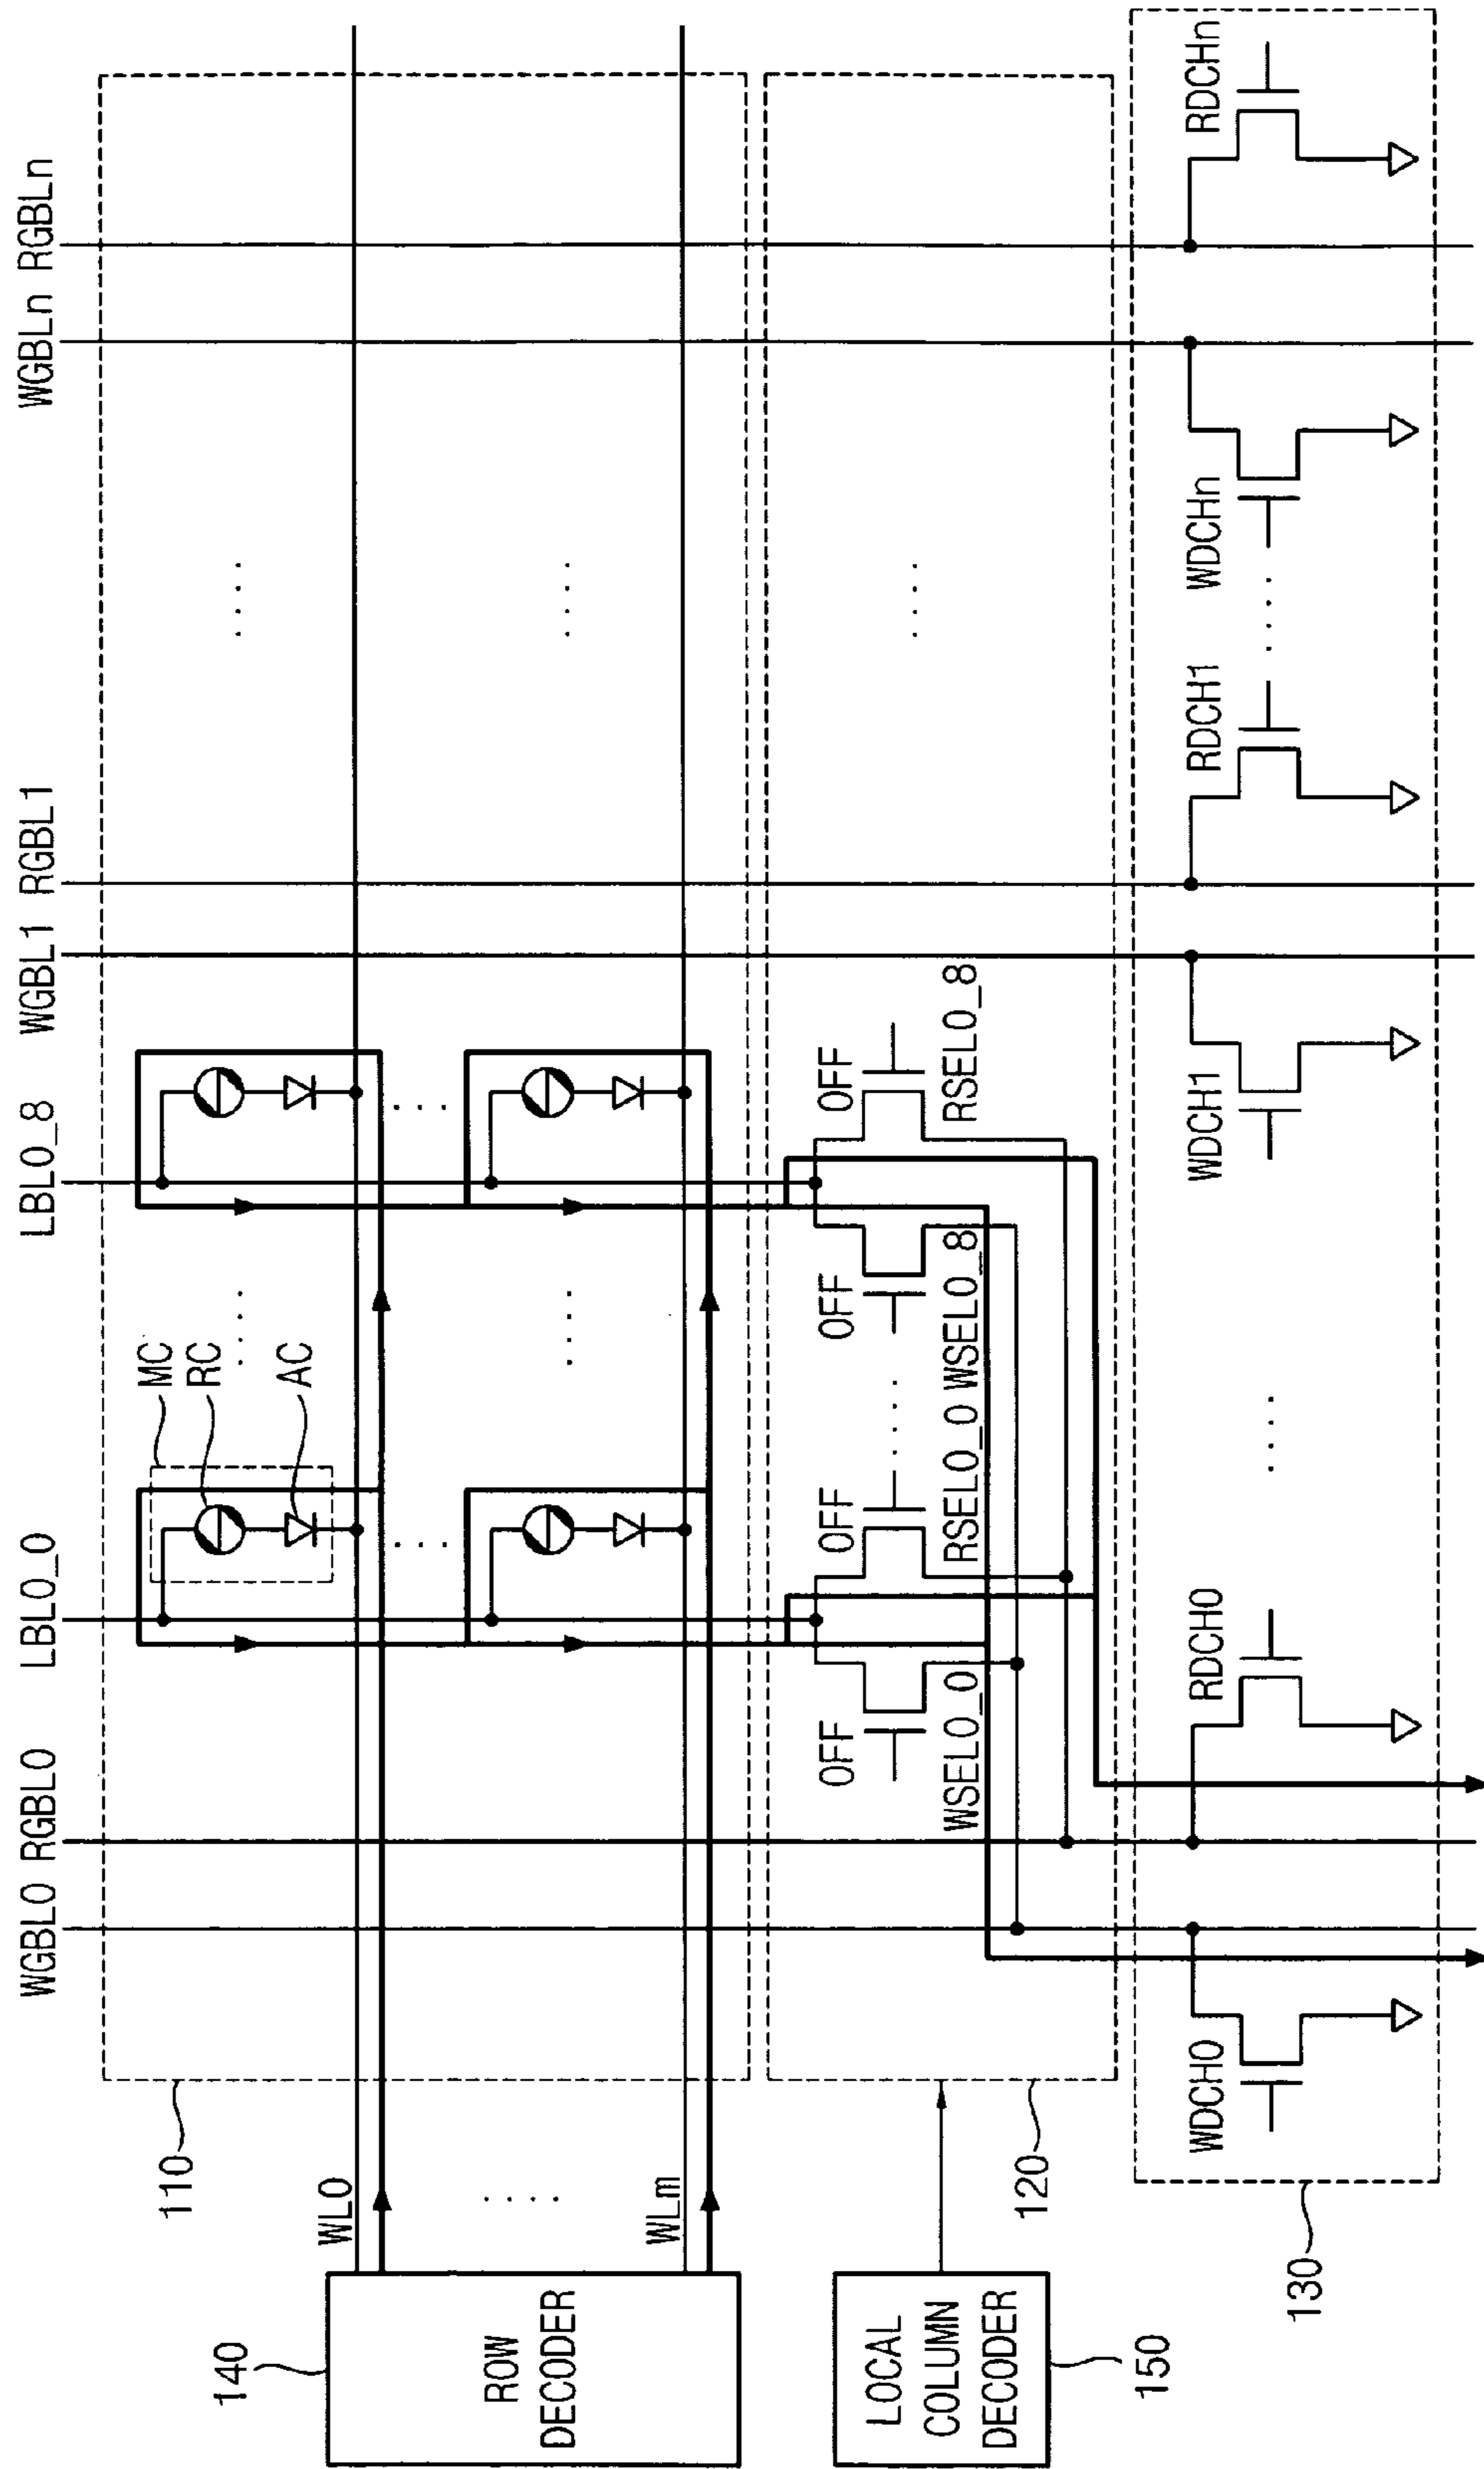 WGBL0 RGBL0
LBL0_0
LBL0_8
WGBL1 RGBL1
WGBLn RGBLn
MC
RC
AC
110
140
ROW
DECODER
WL0
WLm
OFF
OFF
OFF
OFF
WSEL0_0
RSEL0_0 WSEL0_8
RSEL0_8
150
LOCAL
COLUMN
DECODER
120
130
WDCH0
RDCH0
WDCH1
RDCH1
WDCHn
RDCHn